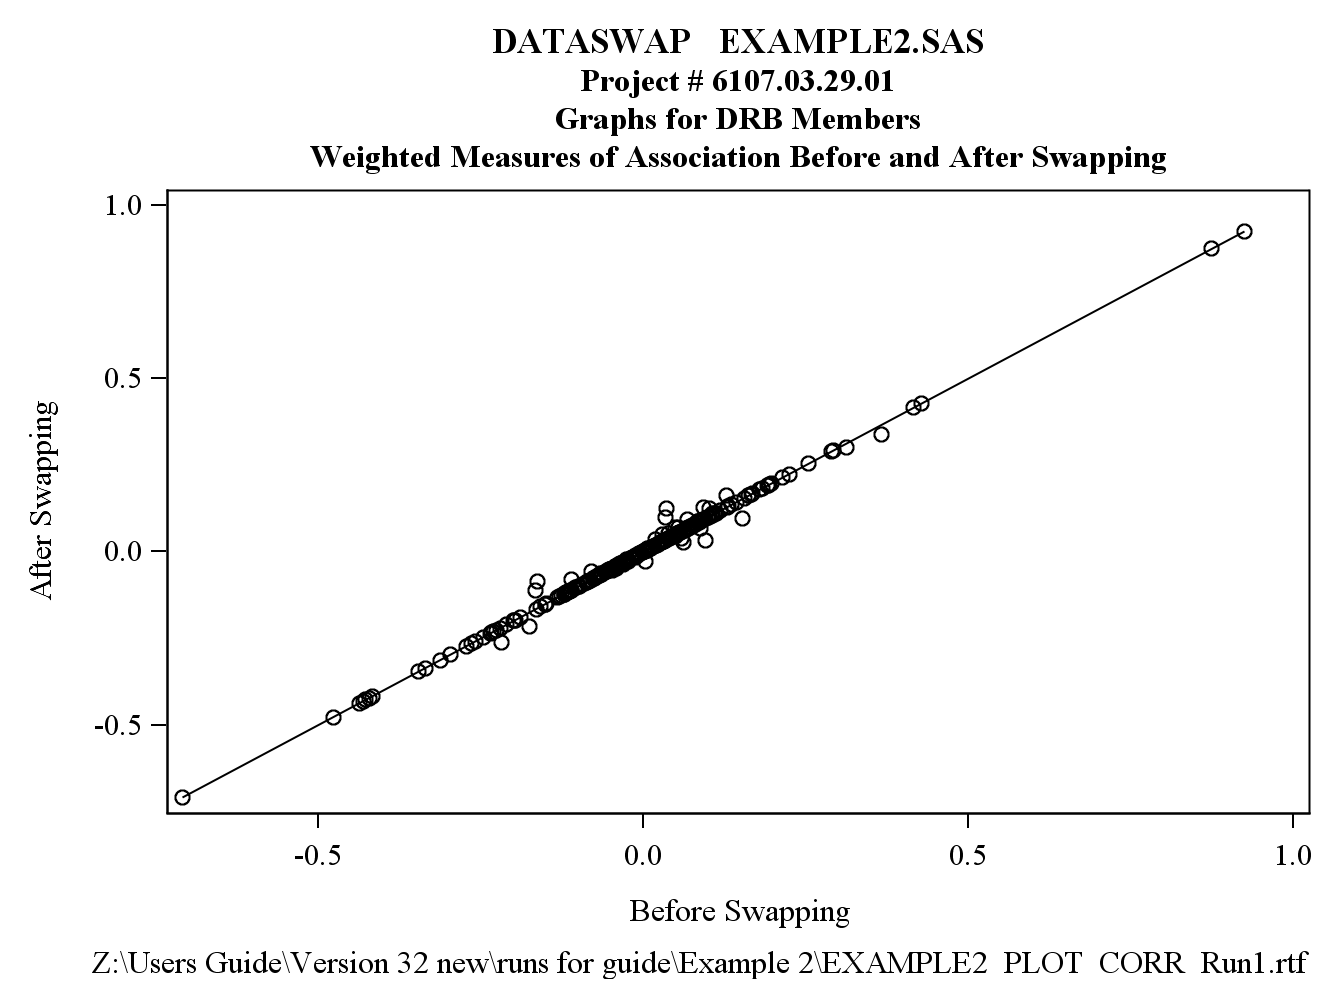 DATASWAP   EXAMPLE2.SAS
Project # 6107.03.29.01
Graphs for DRB Members
Weighted Measures of Association Before and After Swapping
1.0
0.5
0.0
-0.5
After Swapping
-0.5
0.0
0.5
1.0
Before Swapping
Z:\Users Guide\Version 32 new\runs for guide\Example 2\EXAMPLE2  PLOT  CORR  Run1.rtf